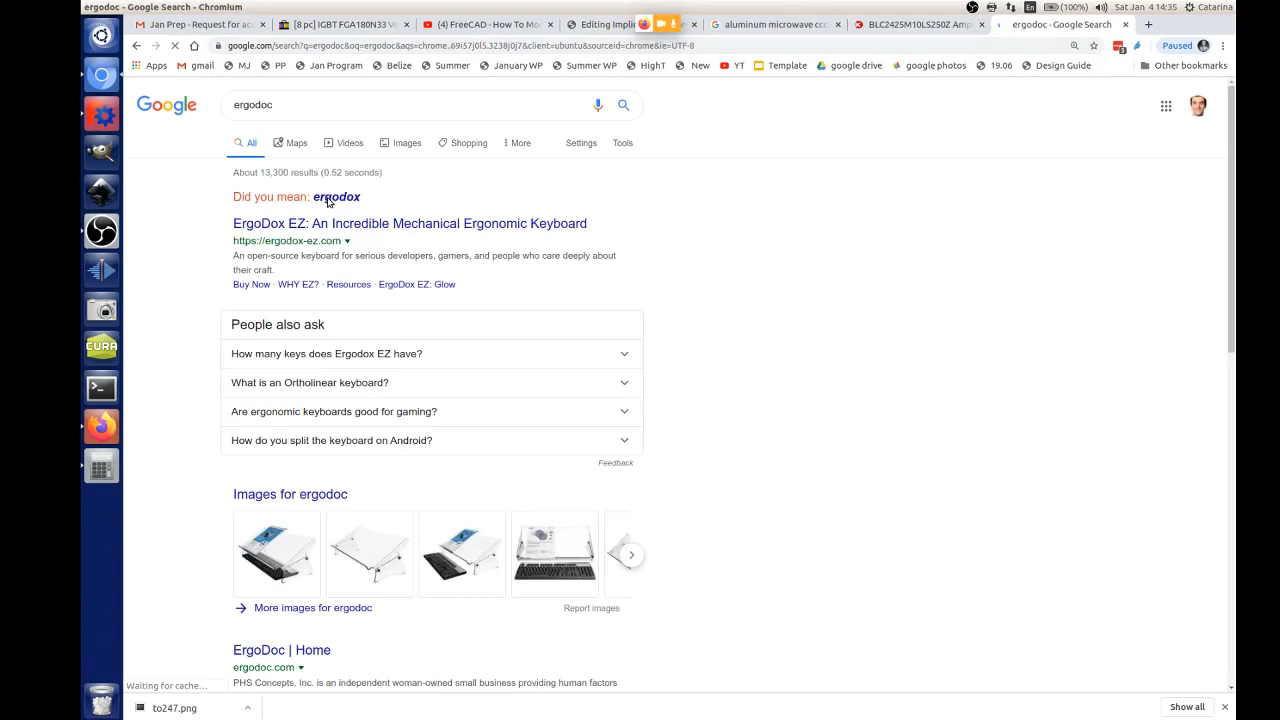 ergodoc - Google Search - Chromium
En
(100%)
Sat Jan 4 14:14:35
Catarina
Jan Prep - Request for ac
[8 pc] IGBT FGA180N33 V
(4) FreeCAD - How To Mo
Editing Implic
aluminum microwave cc
BLC2425M10LS250Z Amp
ergodoc - Google Search
google.com/search?q=ergodoc&oq=ergodoc&aqs=chrome..69i57j0l5.3238j0j7&client=ubuntu&sourceid=chrome&ie=UTF-8
Paused
Apps
gmail
MJ
PP
Jan Program
Belize
Summer
January WP
Summer WP
HighT
New
YT
Template
google drive
google photos
19.06
Design Guide
Other bookmarks
Google
ergodoc
All
Maps
Videos
Images
Shopping
More
Settings
Tools
About 13,300 results (0.52 seconds)
Did you mean: ergodox
ErgoDox EZ: An Incredible Mechanical Ergonomic Keyboard
https://ergodox-ez.com
An open-source keyboard for serious developers, gamers, and people who care deeply about
their craft.
Buy Now · WHY EZ? · Resources · ErgoDox EZ: Glow
People also ask
How many keys does Ergodox EZ have?
What is an Ortholinear keyboard?
Are ergonomic keyboards good for gaming?
How do you split the keyboard on Android?
Feedback
Images for ergodoc
More images for ergodoc
Report images
ErgoDoc | Home
ergodoc.com
PHS Concepts, Inc. is an independent woman-owned small business providing human factors
Waiting for cache...
to247.png
Show all
CURA